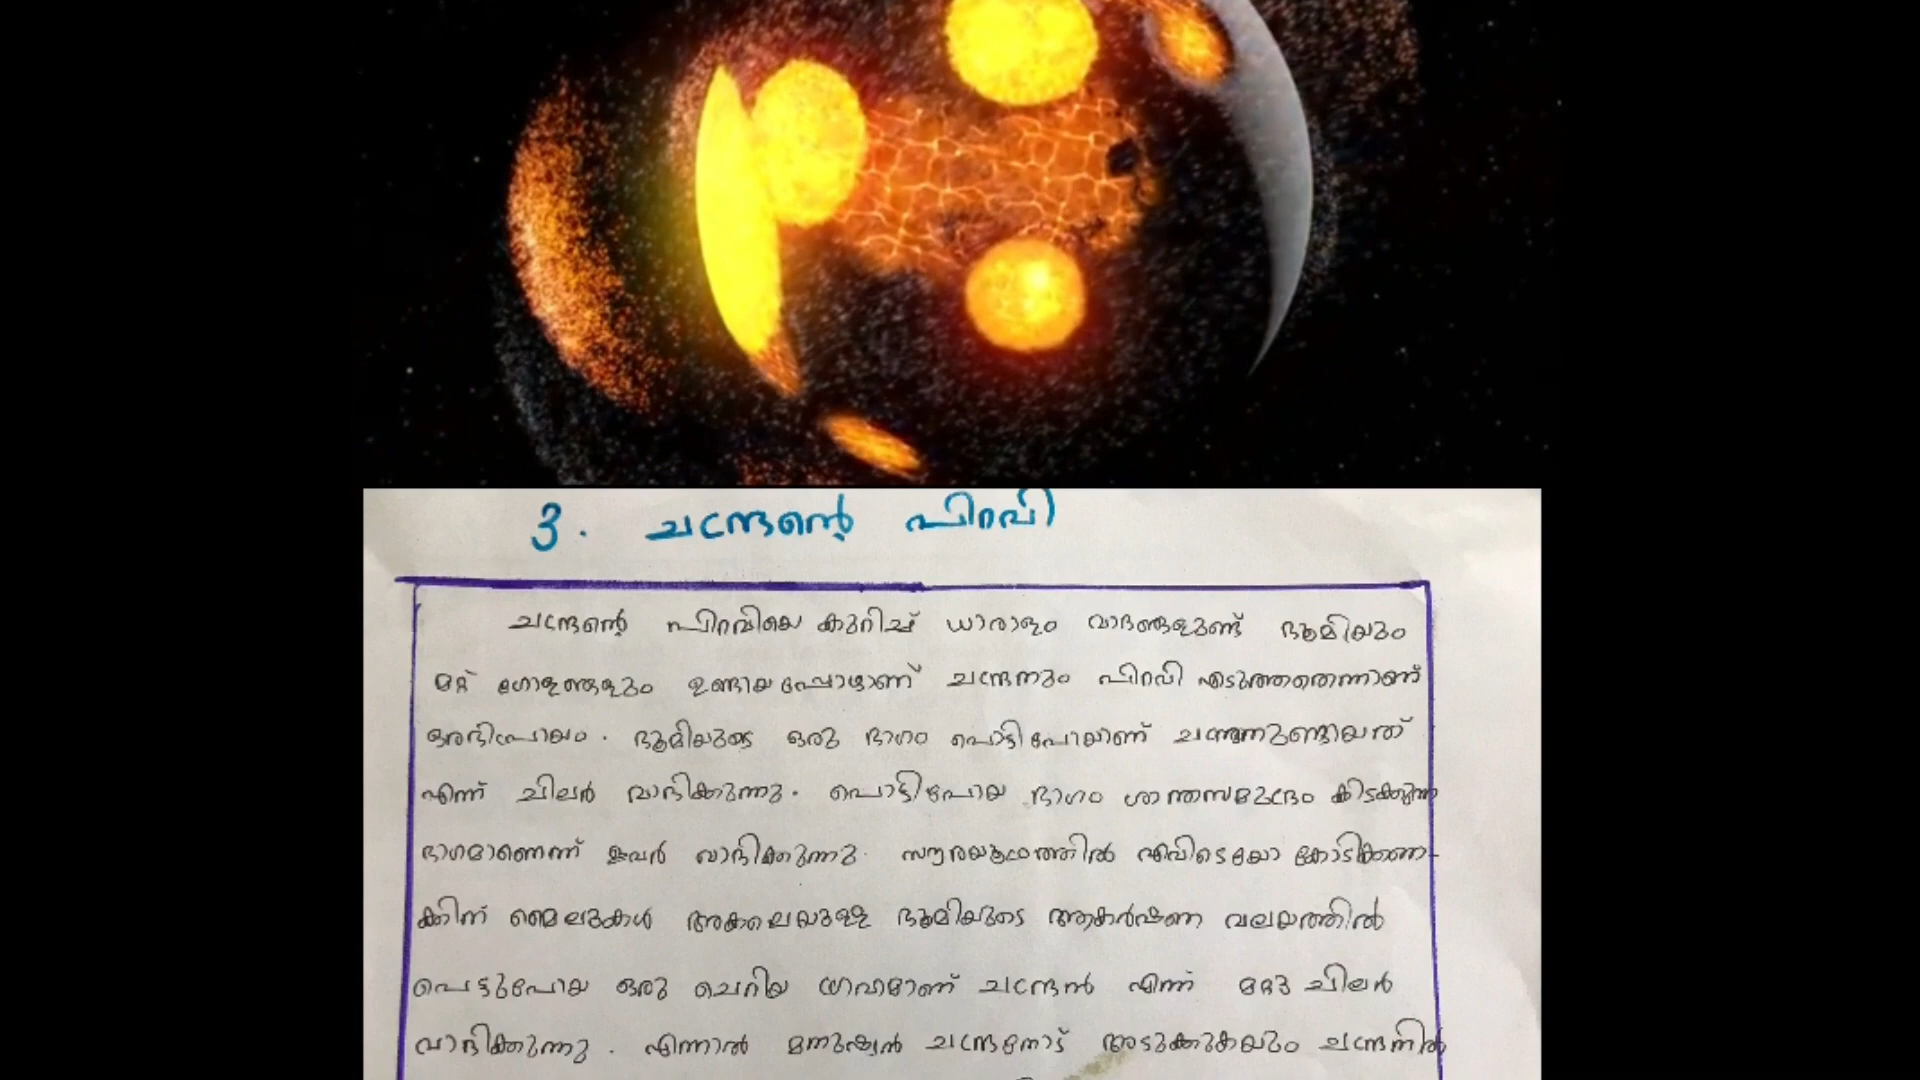 3. ചന്ദ്രന്റെ പിറവി
ചന്ദ്രന്റെ പിറവിയെ കുറിച്ച് ധാരാളം വാദങ്ങളുണ്ട് ഭൂമിയും
മറ്റ് ഗോളങ്ങളും ഉണ്ടായപ്പോഴാണ് ചന്ദ്രനും പിറവി എടുത്തതെന്നാണ്
അഭിപ്രായം. ഭൂമിയുടെ ഒരു ഭാഗം പൊട്ടിപോയാണ് ചന്ദ്രനുണ്ടായത്
എന്ന് ചിലർ വാദിക്കുന്നു. പൊട്ടിപോയ ഭാഗം ശാന്തസമുദ്രം കിടക്കുന്ന
ഭാഗമാണെന്ന് ഇവർ വാദിക്കുന്നു. സൗരയൂഥത്തിൽ എവിടെയോ കോടിക്കണ-
ക്കിന് മൈലുകൾ അകലെയുള്ള ഭൂമിയുടെ ആകർഷണ വലയത്തിൽ
പെട്ടുപോയ ഒരു ചെറിയ ഗ്രഹമാണ് ചന്ദ്രൻ എന്ന് മറ്റു ചിലർ
വാദിക്കുന്നു. എന്നാൽ മനുഷ്യൻ ചന്ദ്രനോട് അടുക്കുകയും ചന്ദ്രനിൽ